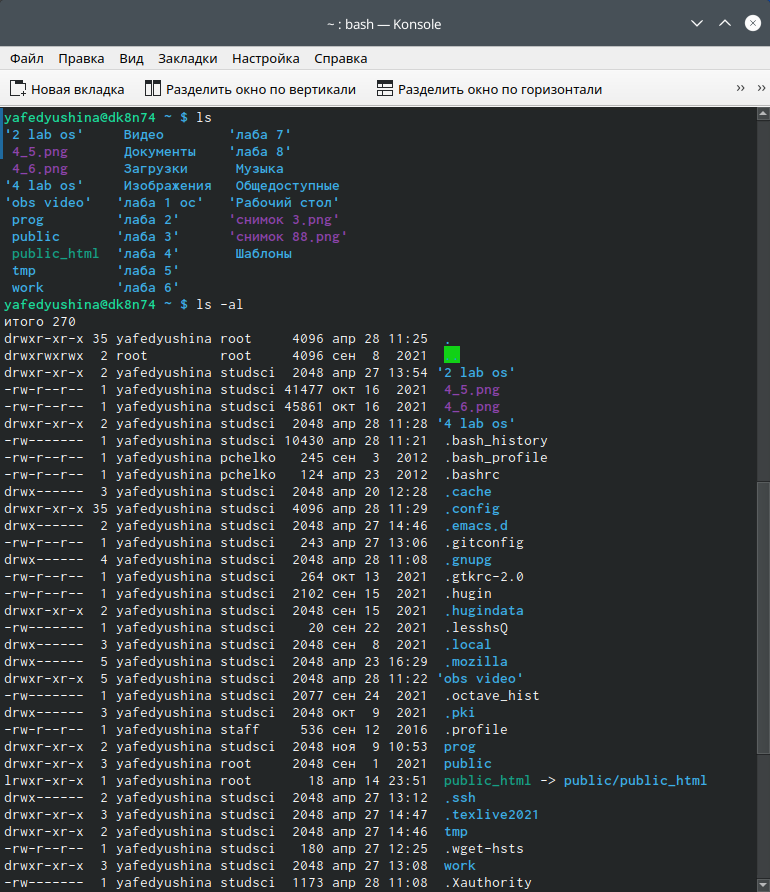 ~ : bash — Konsole
Файл Правка Вид Закладки Настройка Справка
Новая вкладка Разделить окно по вертикали Разделить окно по горизонтали
yafedyushina@dk8n74 ~ $ ls
'2 lab os' Видео 'лаба 7'
4_5.png Документы 'лаба 8'
4_6.png Загрузки Музыка
'4 lab os' Изображения Общедоступные
'obs video' 'лаба 1 ос' 'Рабочий стол'
prog 'лаба 2' 'снимок 3.png'
public 'лаба 3' 'снимок 88.png'
public_html 'лаба 4' Шаблоны
tmp 'лаба 5'
work 'лаба 6'
yafedyushina@dk8n74 ~ $ ls -al
итого 270
drwxr-xr-x 35 yafedyushina root 4096 апр 28 11:25 .
drwxrwxrwx 2 root root 4096 сен 8 2021
drwxr-xr-x 2 yafedyushina studsci 2048 апр 27 13:54 '2 lab os'
-rw-r--r-- 1 yafedyushina studsci 41477 окт 16 2021 4_5.png
-rw-r--r-- 1 yafedyushina studsci 45861 окт 16 2021 4_6.png
drwxr-xr-x 2 yafedyushina studsci 2048 апр 28 11:28 '4 lab os'
-rw------- 1 yafedyushina studsci 10430 апр 28 11:21 .bash_history
-rw-r--r-- 1 yafedyushina pchelko 245 сен 3 2012 .bash_profile
-rw-r--r-- 1 yafedyushina pchelko 124 апр 23 2012 .bashrc
drwx------ 3 yafedyushina studsci 2048 апр 20 12:28 .cache
drwxr-xr-x 35 yafedyushina studsci 4096 апр 28 11:29 .config
drwx------ 2 yafedyushina studsci 2048 апр 27 14:46 .emacs.d
-rw-r--r-- 1 yafedyushina studsci 243 апр 27 13:06 .gitconfig
drwx------ 4 yafedyushina studsci 2048 апр 28 11:08 .gnupg
-rw-r--r-- 1 yafedyushina studsci 264 окт 13 2021 .gtkrc-2.0
-rw-r--r-- 1 yafedyushina studsci 2102 сен 15 2021 .hugin
drwxr-xr-x 2 yafedyushina studsci 2048 сен 15 2021 .hugindata
-rw------- 1 yafedyushina studsci 20 сен 22 2021 .lesshsQ
drwx------ 3 yafedyushina studsci 2048 сен 8 2021 .local
drwx------ 5 yafedyushina studsci 2048 апр 23 16:29 .mozilla
drwxr-xr-x 5 yafedyushina studsci 2048 апр 28 11:22 'obs video'
-rw------- 1 yafedyushina studsci 2077 сен 24 2021 .octave_hist
drwx------ 3 yafedyushina studsci 2048 окт 9 2021 .pki
-rw-r--r-- 1 yafedyushina staff 536 сен 12 2016 .profile
drwxr-xr-x 2 yafedyushina studsci 2048 ноя 9 10:53 prog
drwxr-xr-x 3 yafedyushina root 2048 сен 1 2021 public
lrwxr-xr-x 1 yafedyushina root 18 апр 14 23:51 public_html -> public/public_html
drwx------ 2 yafedyushina studsci 2048 апр 27 13:12 .ssh
drwxr-xr-x 3 yafedyushina studsci 2048 апр 27 14:47 .texlive2021
drwxr-xr-x 2 yafedyushina studsci 2048 апр 27 14:46 tmp
-rw-r--r-- 1 yafedyushina studsci 180 апр 27 12:25 .wget-hsts
drwxr-xr-x 3 yafedyushina studsci 2048 апр 27 13:08 work
-rw------- 1 yafedyushina studsci 1173 апр 28 11:08 .Xauthority